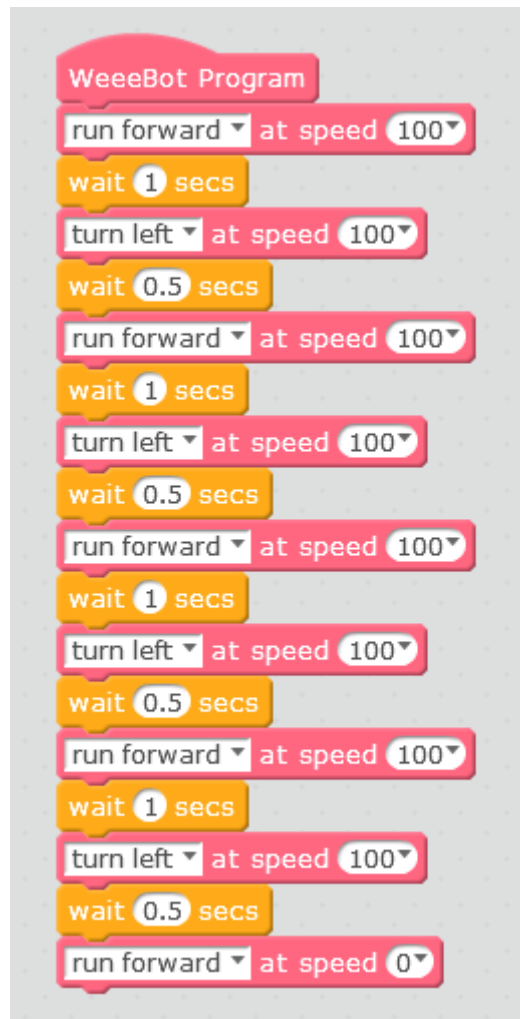 WeeeBot Program
run forward at speed 100
wait 1 secs
turn left at speed 100
wait 0.5 secs
run forward at speed 100
wait 1 secs
turn left at speed 100
wait 0.5 secs
run forward at speed 100
wait 1 secs
turn left at speed 100
wait 0.5 secs
run forward at speed 100
wait 1 secs
turn left at speed 100
wait 0.5 secs
run forward at speed 0